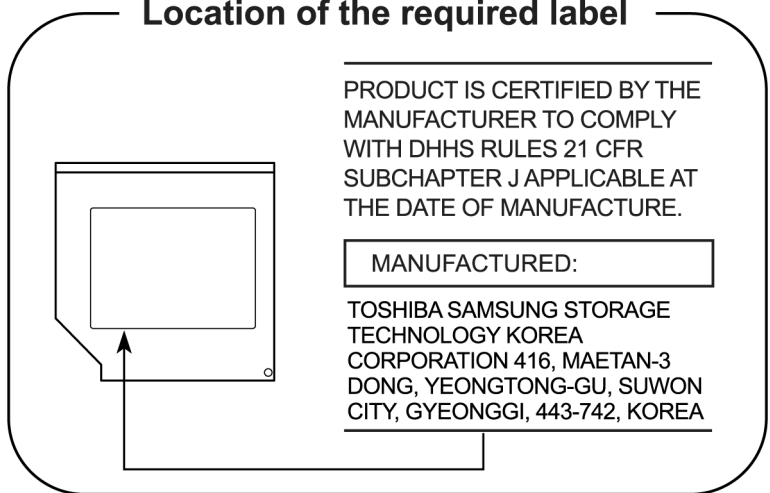 Location of the required label
PRODUCT IS CERTIFIED BY THE
MANUFACTURER TO COMPLY
WITH DHHS RULES 21 CFR
SUBCHAPTER J APPLICABLE AT
THE DATE OF MANUFACTURE.
MANUFACTURED:
TOSHIBA SAMSUNG STORAGE
TECHNOLOGY KOREA
CORPORATION 416, MAETAN-3
DONG, YEONGTONG-GU, SUWON
CITY, GYEONGGI, 443-742, KOREA